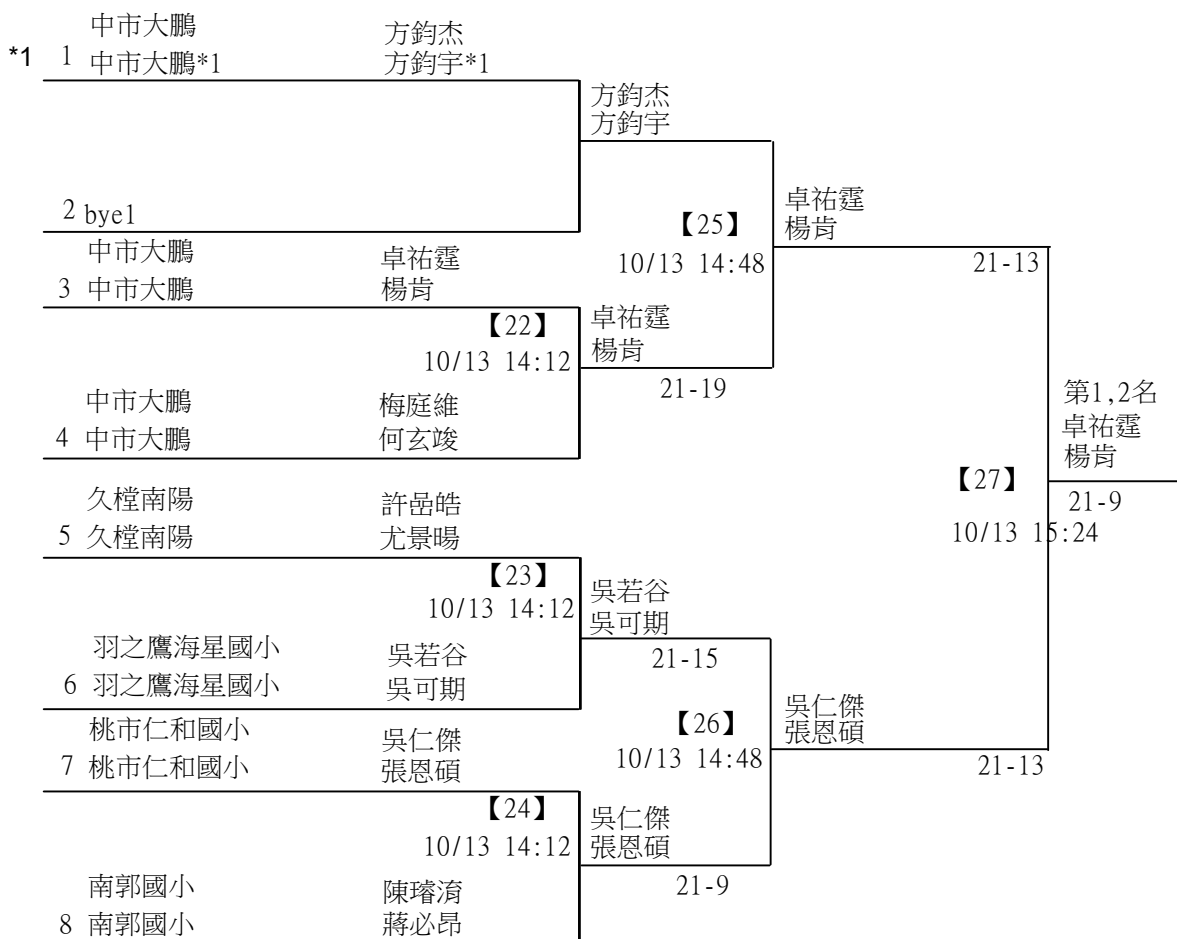 中市大鵬 方鈞杰
*1 1 中市大鵬*1 方鈞宇*1
方鈞杰
方鈞宇
2 bye1
【25】
卓祐霆
楊肯
中市大鵬 卓祐霆
10/13 14:48
21-13
3 中市大鵬 楊肯
【22】
卓祐霆
10/13 14:12
楊肯
21-19
中市大鵬 梅庭維
4 中市大鵬 何玄竣
第1,2名
卓祐霆
楊肯
【27】
21-9
10/13 15:24
久樘南陽 許嵒皓
5 久樘南陽 尤景暘
【23】
吳若谷
10/13 14:12
吳可期
羽之鷹海星國小 吳若谷
21-15
6 羽之鷹海星國小 吳可期
桃市仁和國小 吳仁傑
【26】
吳仁傑
張恩碩
7 桃市仁和國小 張恩碩
10/13 14:48
21-13
【24】
吳仁傑
10/13 14:12
張恩碩
21-9
南郭國小 陳璿淯
8 南郭國小 蔣必昂